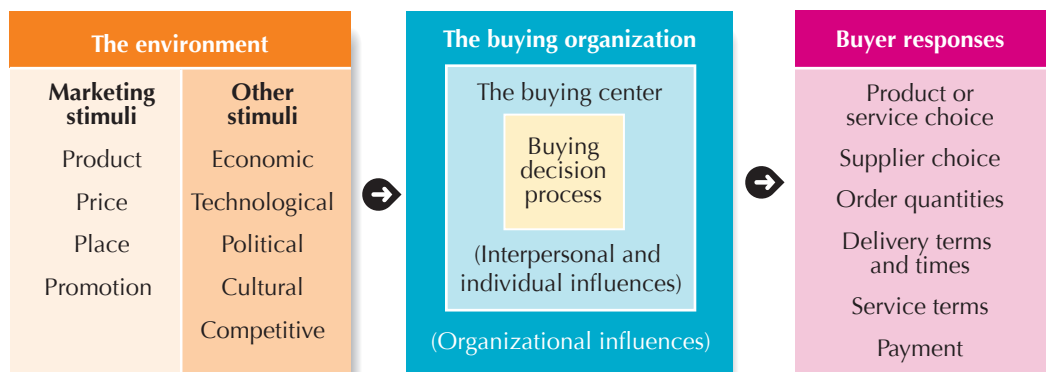 The environment
Marketing
stimuli
Product
Price
Place
Promotion
Other
stimuli
Economic
Technological
Political
Cultural
Competitive
The buying organization
The buying center
Buying
decision
process
(Interpersonal and
individual influences)
(Organizational influences)
Buyer responses
Product or
service choice
Supplier choice
Order quantities
Delivery terms
and times
Service terms
Payment